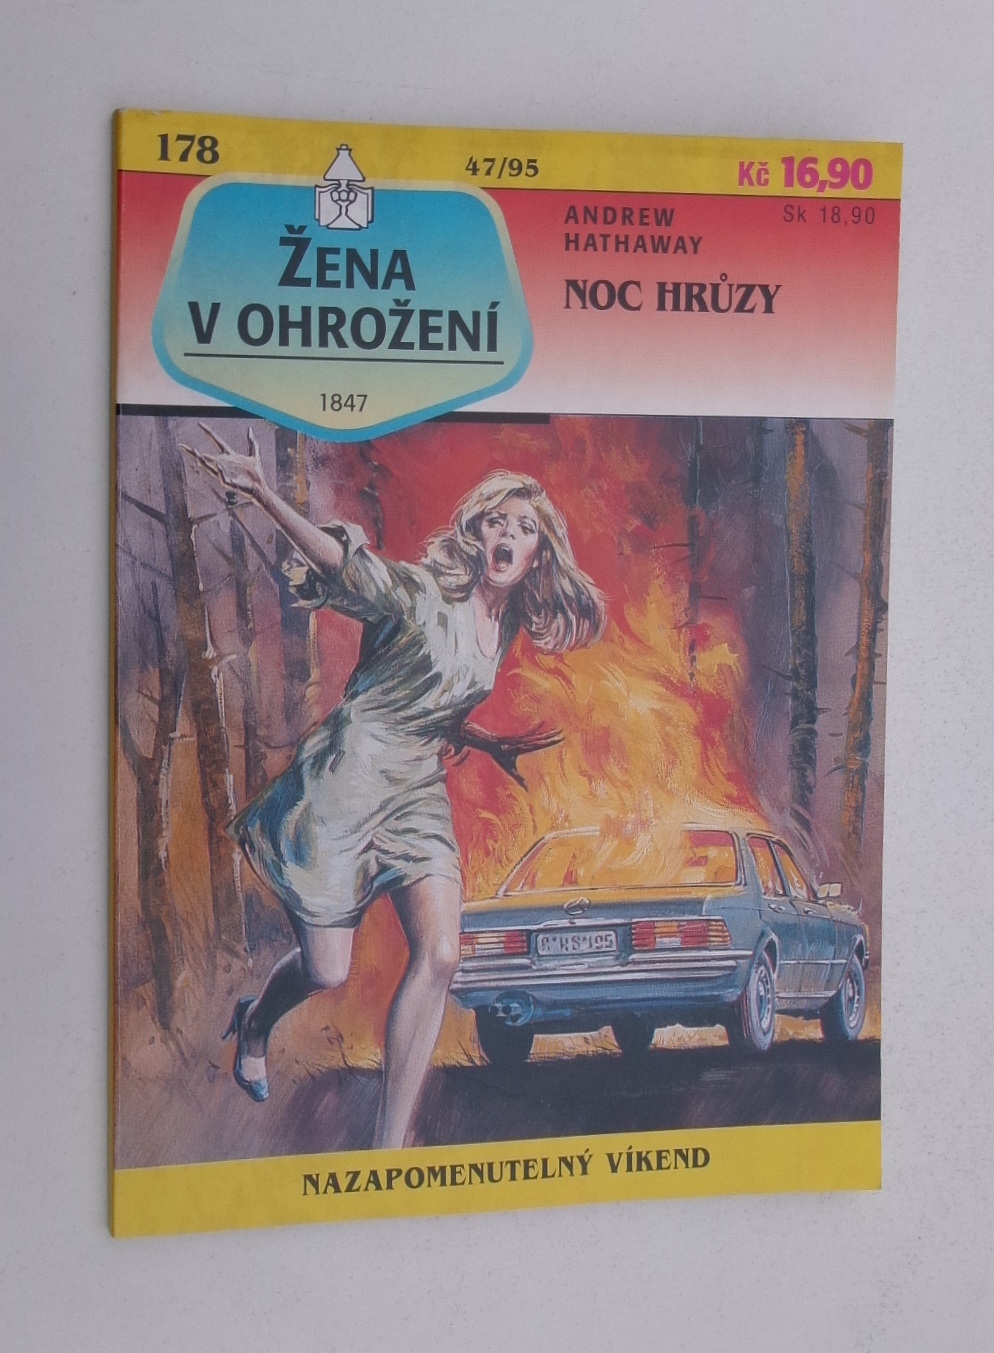 178
47/95
Kč 16,90
Sk 18,90
ŽENA
V OHROŽENÍ
1847
ANDREW
HATHAWAY
NOC HRŮZY
NAZAPOMENUTELNÝ VÍKEND